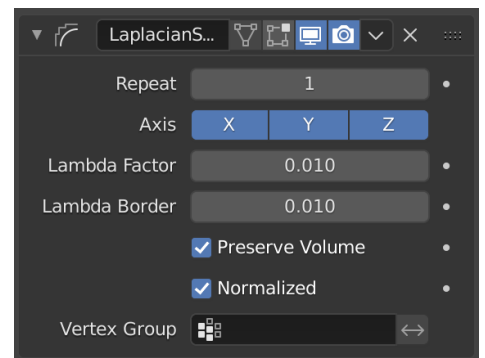 LaplacianS...
Repeat 1
Axis X Y Z
Lambda Factor 0.010
Lambda Border 0.010
Preserve Volume
Normalized
Vertex Group